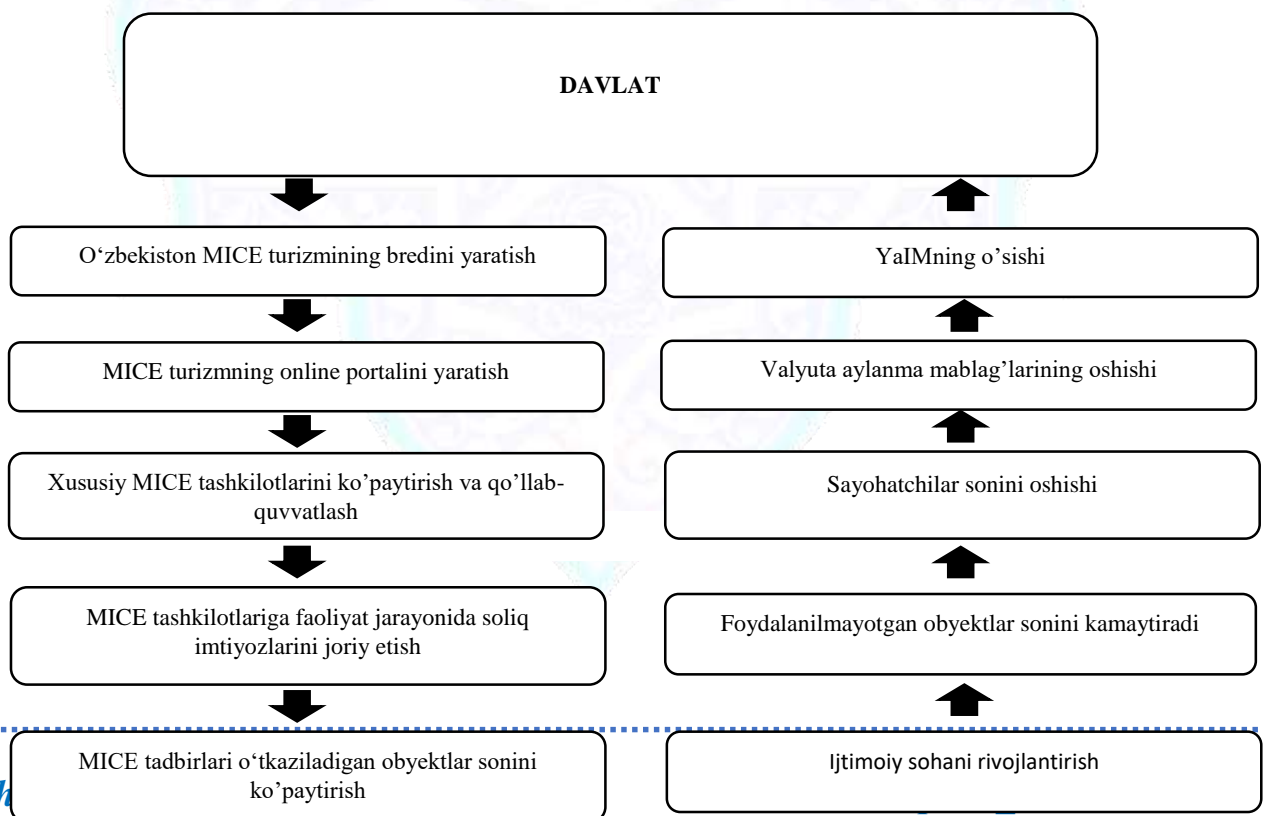 DAVLAT
O‘zbekiston MICE turizmining bredini yaratish
MICE turizmning online portalini yaratish
Xususiy MICE tashkilotlarini ko’paytirish va qo’llab-
quvvatlash
MICE tashkilotlariga faoliyat jarayonida soliq
imtiyozlarini joriy etish
MICE tadbirlari o‘tkaziladigan obyektlar sonini
ko’paytirish
YaIMning o’sishi
Valyuta aylanma mablag’larining oshishi
Sayohatchilar sonini oshishi
Foydalanilmayotgan obyektlar sonini kamaytiradi
Ijtimoiy sohani rivojlantirish